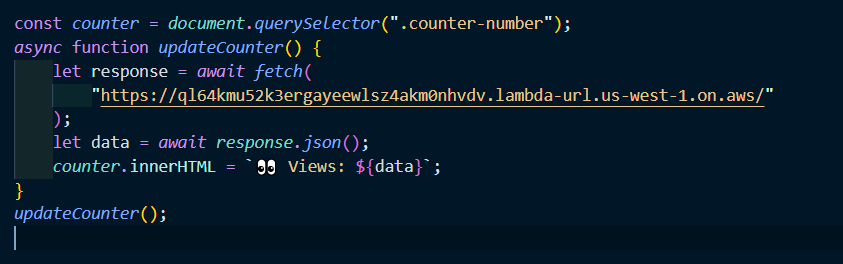 const counter = document.querySelector(".counter-number");
async function updateCounter() {
let response = await fetch(
"https://ql64kmu52k3ergayeewlsz4akm0nhvdv.lambda-url.us-west-1.on.aws/"
);
let data = await response.json();
counter.innerHTML = `👀 Views: ${data}`;
}
updateCounter();